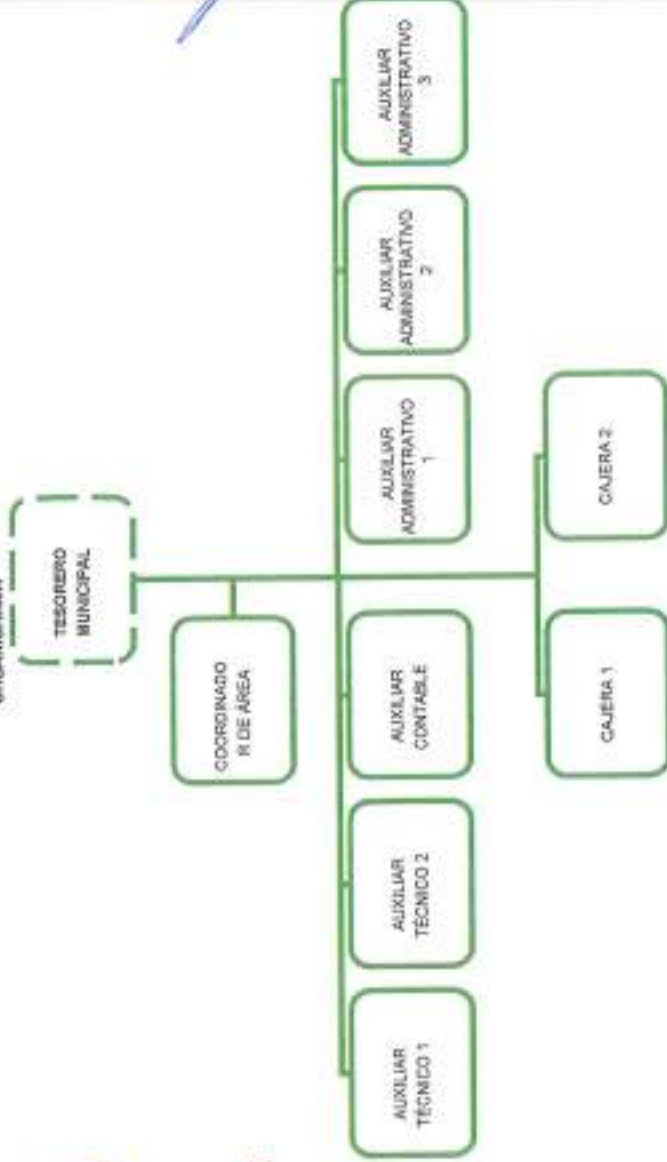 TESORERO
MUNICIPAL
COORDINADO
R DE ÁREA
AUXILIAR
TÉCNICO 1
AUXILIAR
TÉCNICO 2
AUXILIAR
CONTABLE
AUXILIAR
ADMINISTRATIVO
1
AUXILIAR
ADMINISTRATIVO
2
AUXILIAR
ADMINISTRATIVO
3
CAJERA 1
CAJERA 2